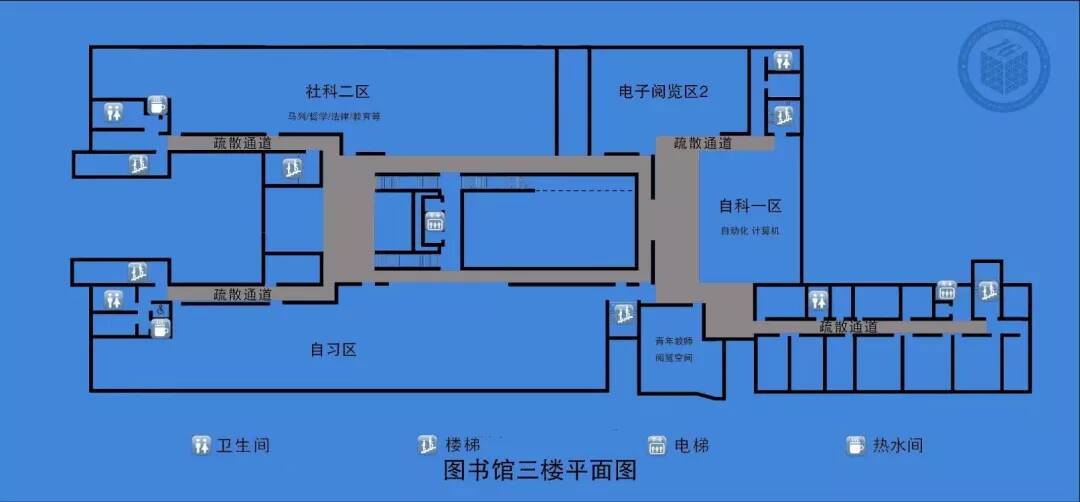 社科二区
马列/哲学/法律/教育等
电子阅览区2
疏散通道
疏散通道
自科一区
自动化 计算机
疏散通道
疏散通道
自习区
青年教师
阅览空间
卫生间
楼梯
电梯
热水间
图书馆三楼平面图